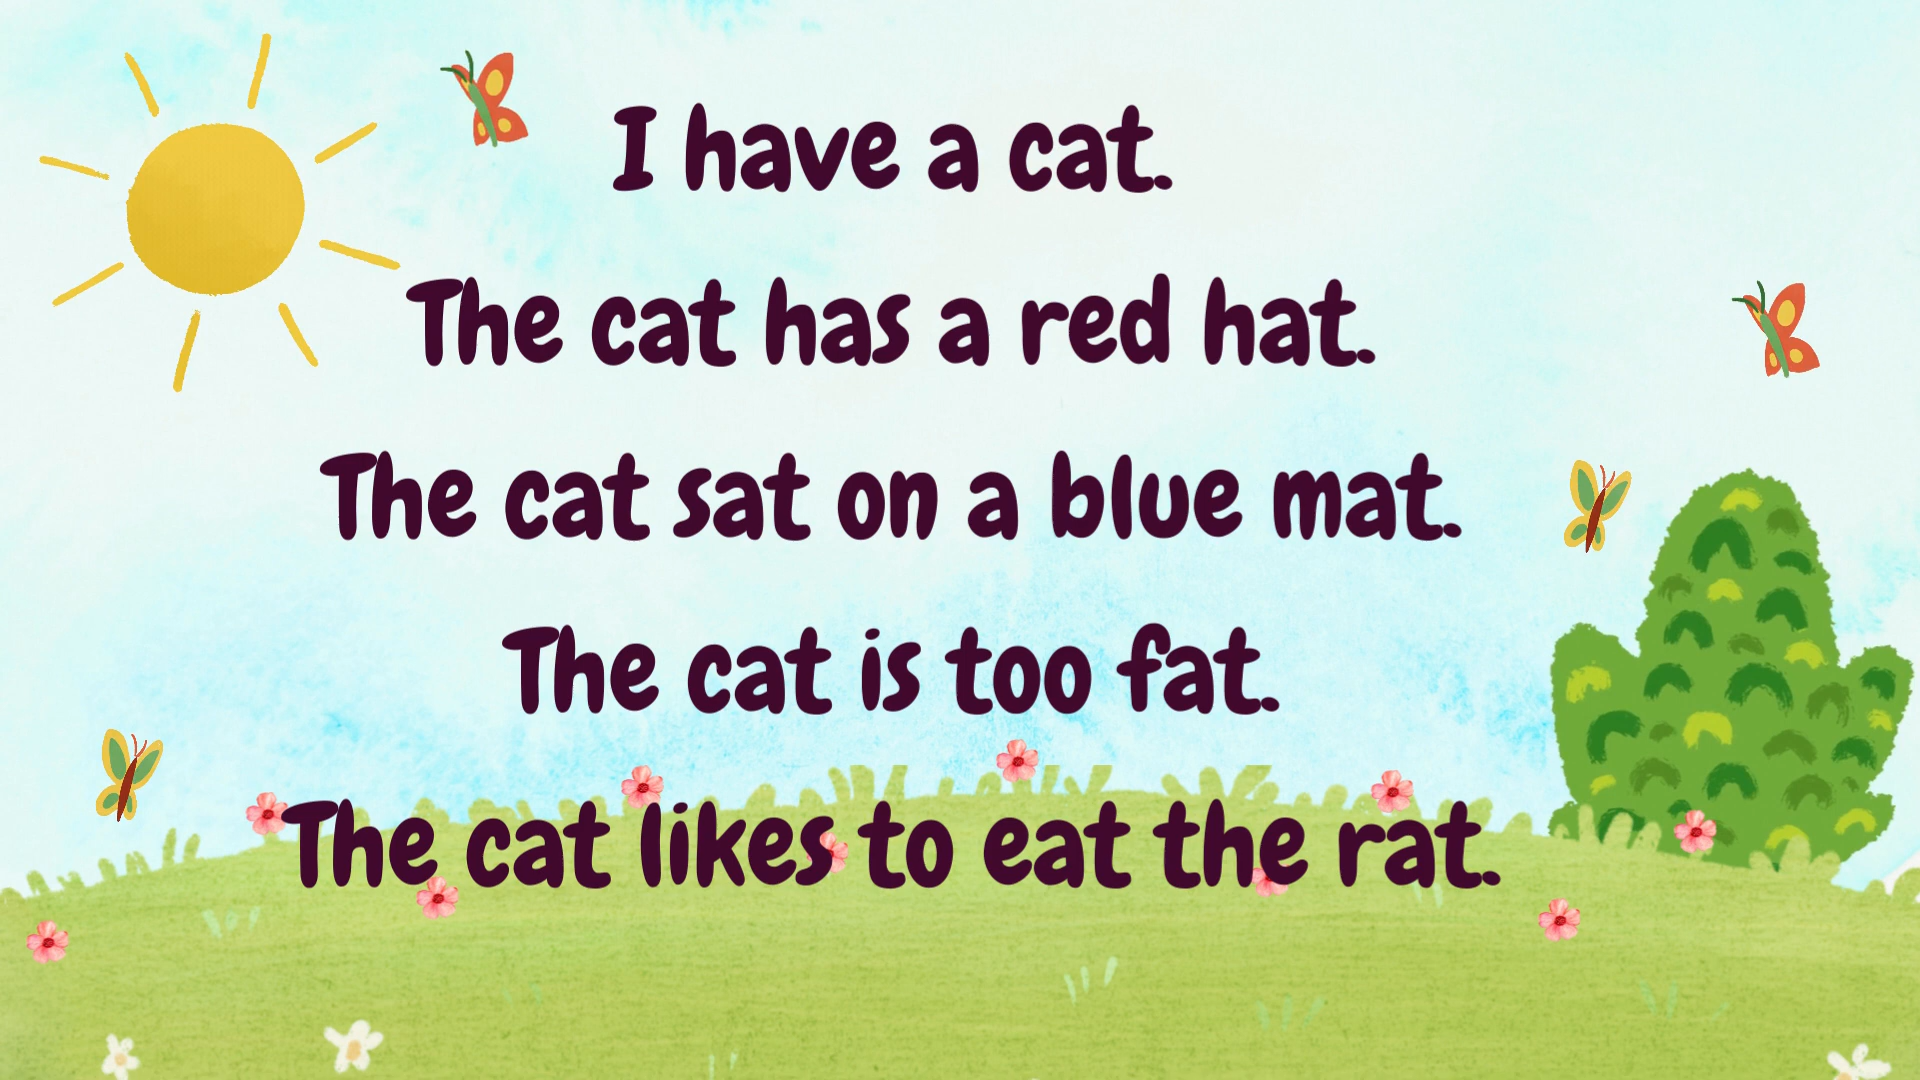 I have a cat.
The cat has a red hat.
The cat sat on a blue mat.
The cat is too fat.
The cat likes to eat the rat.